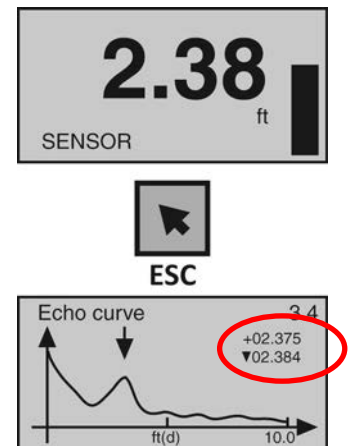 2.38
ft
SENSOR
ESC
Echo curve 3.4
+02.375
▼02.384
ft(d) 10.0